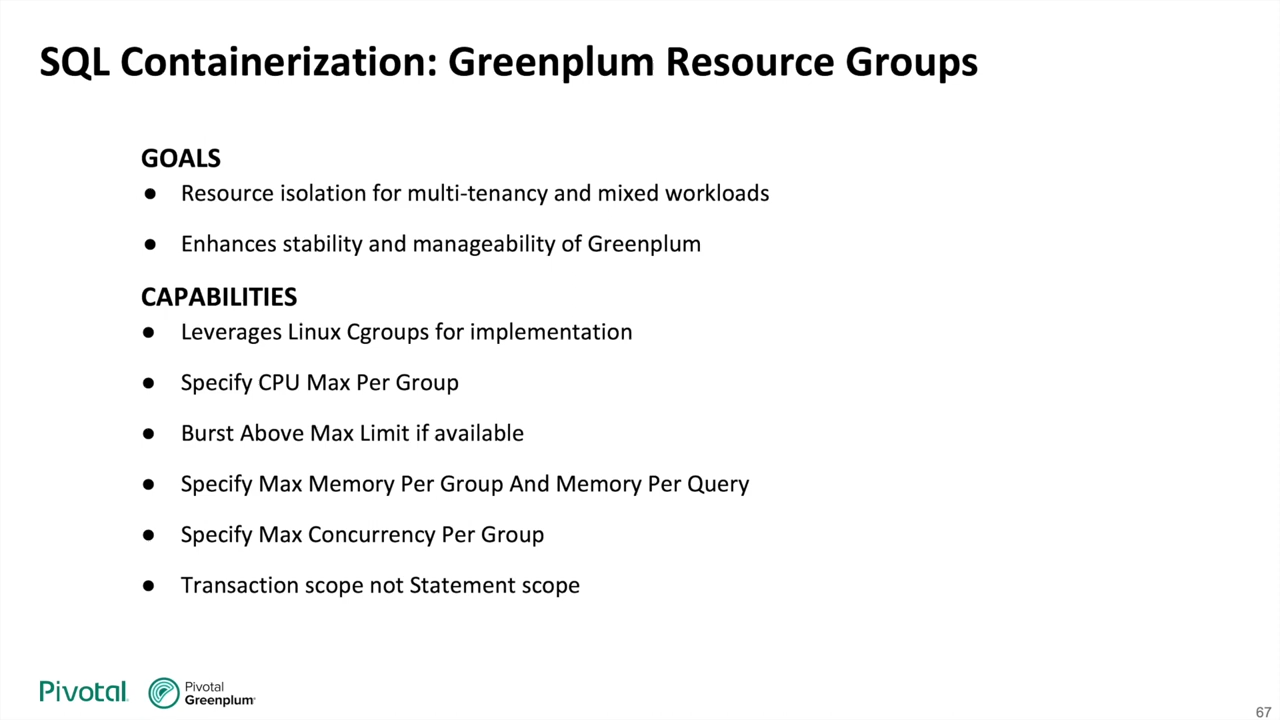 SQL Containerization: Greenplum Resource Groups
GOALS
● Resource isolation for multi-tenancy and mixed workloads
● Enhances stability and manageability of Greenplum
CAPABILITIES
● Leverages Linux Cgroups for implementation
● Specify CPU Max Per Group
● Burst Above Max Limit if available
● Specify Max Memory Per Group And Memory Per Query
● Specify Max Concurrency Per Group
● Transaction scope not Statement scope
Pivotal
Pivotal
Greenplum
67